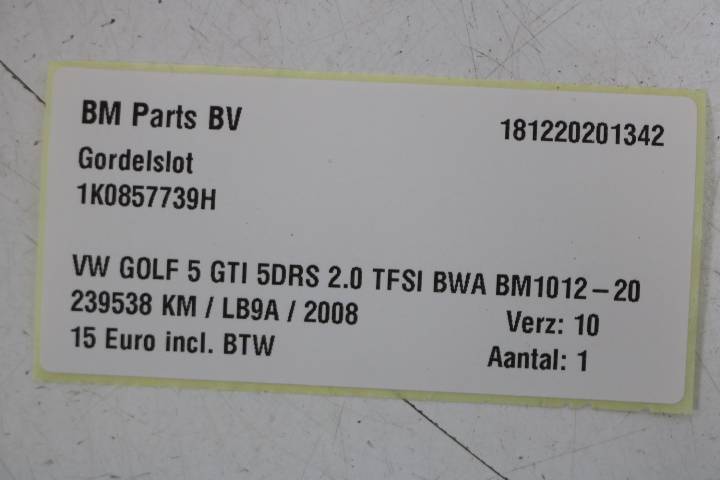 BM Parts BV
181220201342
Gordelslot
1K0857739H
VW GOLF 5 GTI 5DRS 2.0 TFSI BWA BM1012-20
239538 KM / LB9A / 2008
Verz: 10
15 Euro incl. BTW
Aantal: 1